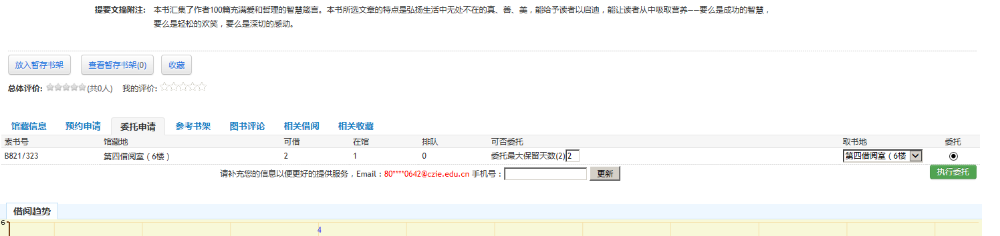 提要文摘附注: 本书汇集了作者100篇充满爱和哲理的智慧箴言。本书所选文章的特点是弘扬生活中无处不在的真、善、美，能给予读者以启迪，能让读者从中吸取营养——要么是成功的智慧，
要么是轻松的欢笑，要么是深切的感动。
放入暂存书架 查看暂存书架(0) 收藏
总体评价: (共0人) 我的评价:
馆藏信息 预约申请 委托申请 参考书架 图书评论 相关借阅 相关收藏
索书号 馆藏地 可借 在馆 排队 可否委托 取书地 委托
B821/323 第四借阅室（6楼） 2 1 0 委托最大保留天数(2) 2 第四借阅室（6楼
请补充您的信息以便更好的提供服务，Email：80****0642@czie.edu.cn 手机号： 更新 执行委托
借阅趋势
6
4